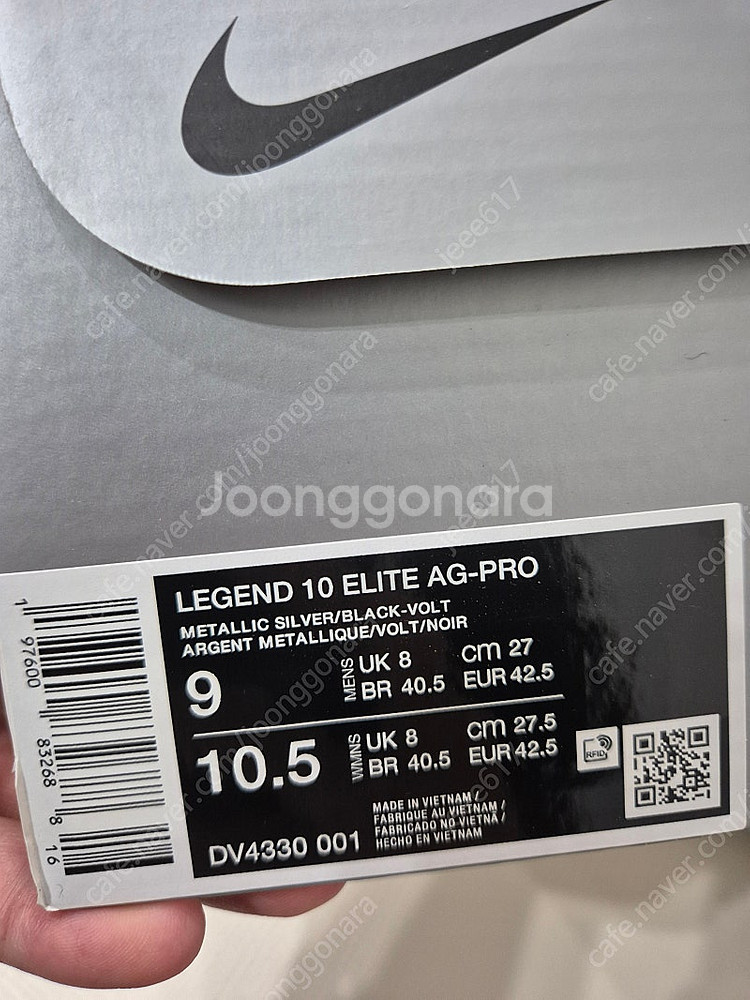 Joonggonara
cafe.naver.com/joonggonara
jeee617
LEGEND 10 ELITE AG-PRO
METALLIC SILVER/BLACK-VOLT
ARGENT METALLIQUE/VOLT/NOIR
9 MENS UK 8 cm 27
BR 40.5 EUR 42.5
10.5 WMNS UK 8 cm 27.5
BR 40.5 EUR 42.5
RFID
MADE IN VIETNAM /
FABRIQUE AU VIETNAM /
FABRICADO NO VIETNÃ /
HECHO EN VIETNAM
DV4330 001
1 97600 83268 8 16